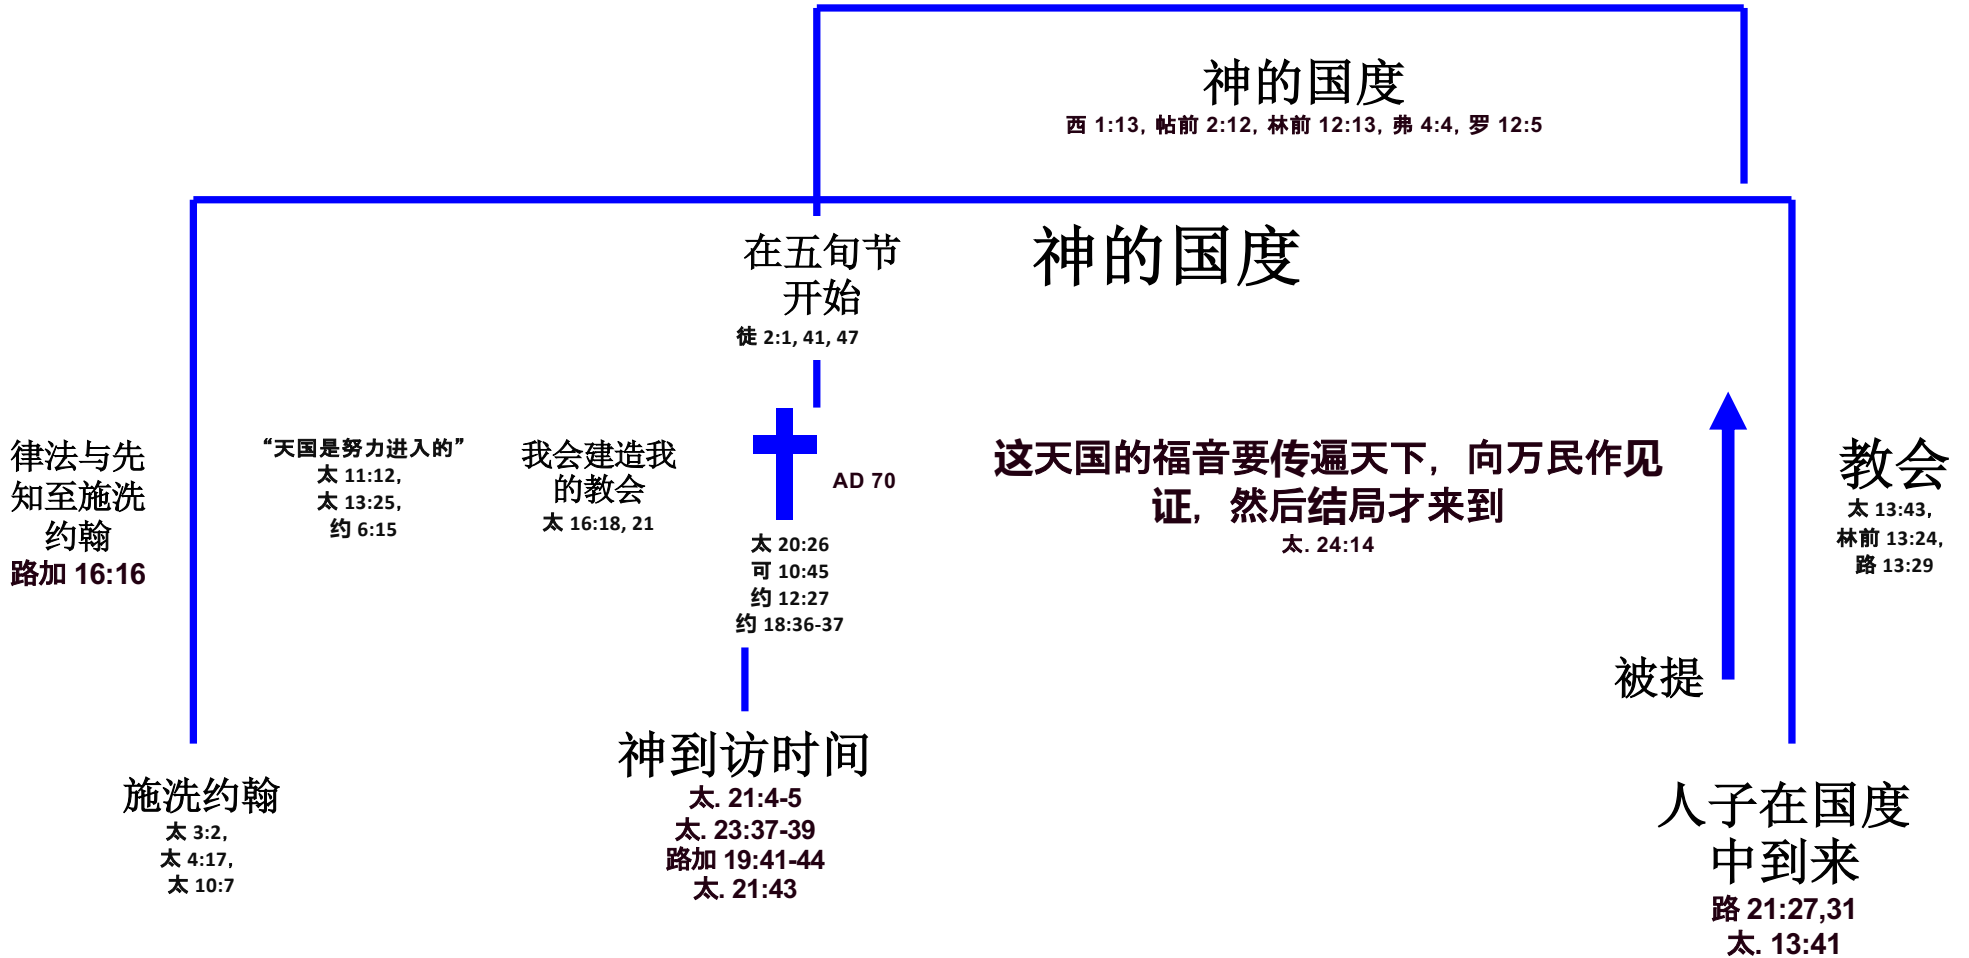 神的国度
西 1:13, 帖前 2:12, 林前 12:13, 弗 4:4, 罗 12:5
在五旬节
开始
徒 2:1, 41, 47
神的国度
律法与先
知至施洗
约翰
路加 16:16
“天国是努力进入的”
太 11:12,
太 13:25,
约 6:15
我会建造我
的教会
太 16:18, 21
AD 70
太 20:26
可 10:45
约 12:27
约 18:36-37
这天国的福音要传遍天下，向万民作见
证，然后结局才来到
太. 24:14
教会
太 13:43,
林前 13:24,
路 13:29
被提
施洗约翰
太 3:2,
太 4:17,
太 10:7
神到访时间
太. 21:4-5
太. 23:37-39
路加 19:41-44
太. 21:43
人子在国度
中到来
路 21:27,31
太. 13:41